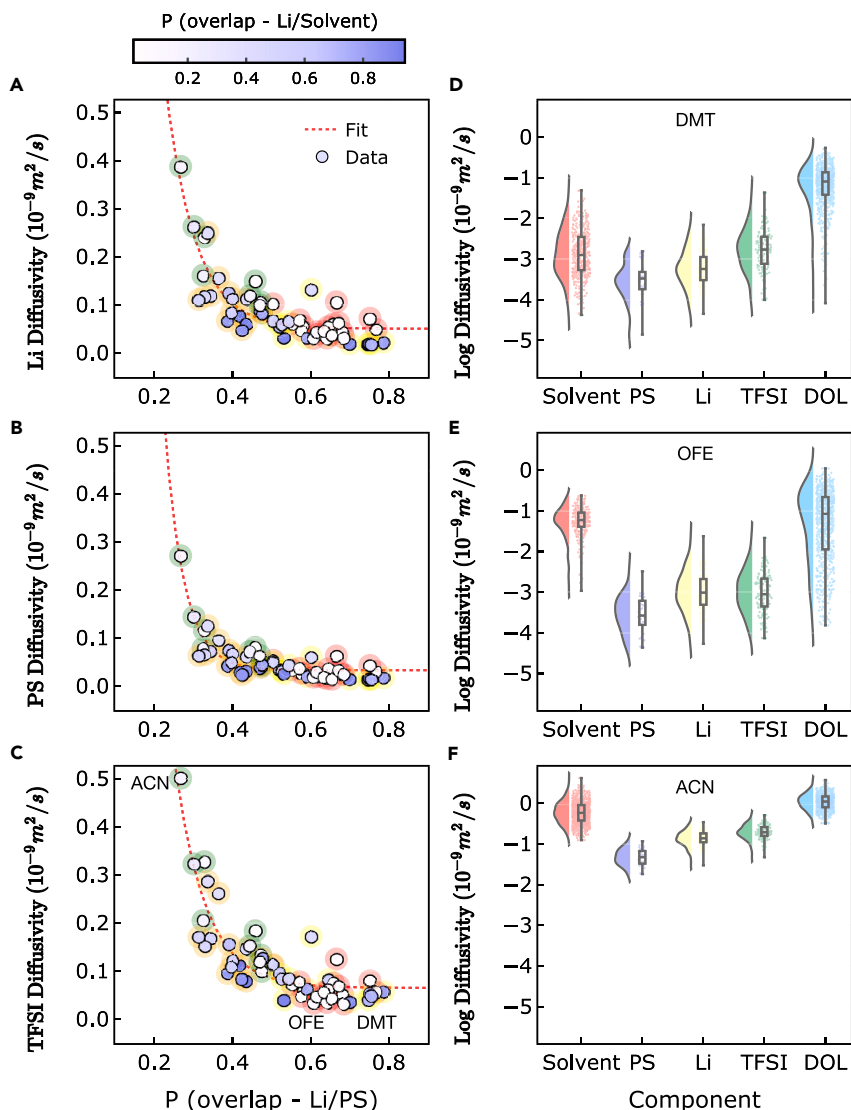 P (overlap - Li/Solvent)
0.2 0.4 0.6 0.8
A
Li Diffusivity (10⁻⁹m²/s)
0.5
0.4
0.3
0.2
0.1
0.0
Fit
Data
0.2 0.4 0.6 0.8
B
PS Diffusivity (10⁻⁹m²/s)
0.5
0.4
0.3
0.2
0.1
0.0
0.2 0.4 0.6 0.8
C
TFSI Diffusivity (10⁻⁹m²/s)
0.5
0.4
0.3
0.2
0.1
0.0
ACN
OFE DMT
0.2 0.4 0.6 0.8
P (overlap - Li/PS)
D
Log Diffusivity (10⁻⁹m²/s)
DMT
0
−1
−2
−3
−4
−5
Solvent PS Li TFSI DOL
E
Log Diffusivity (10⁻⁹m²/s)
OFE
0
−1
−2
−3
−4
−5
Solvent PS Li TFSI DOL
F
Log Diffusivity (10⁻⁹m²/s)
ACN
0
−1
−2
−3
−4
−5
Solvent PS Li TFSI DOL
Component